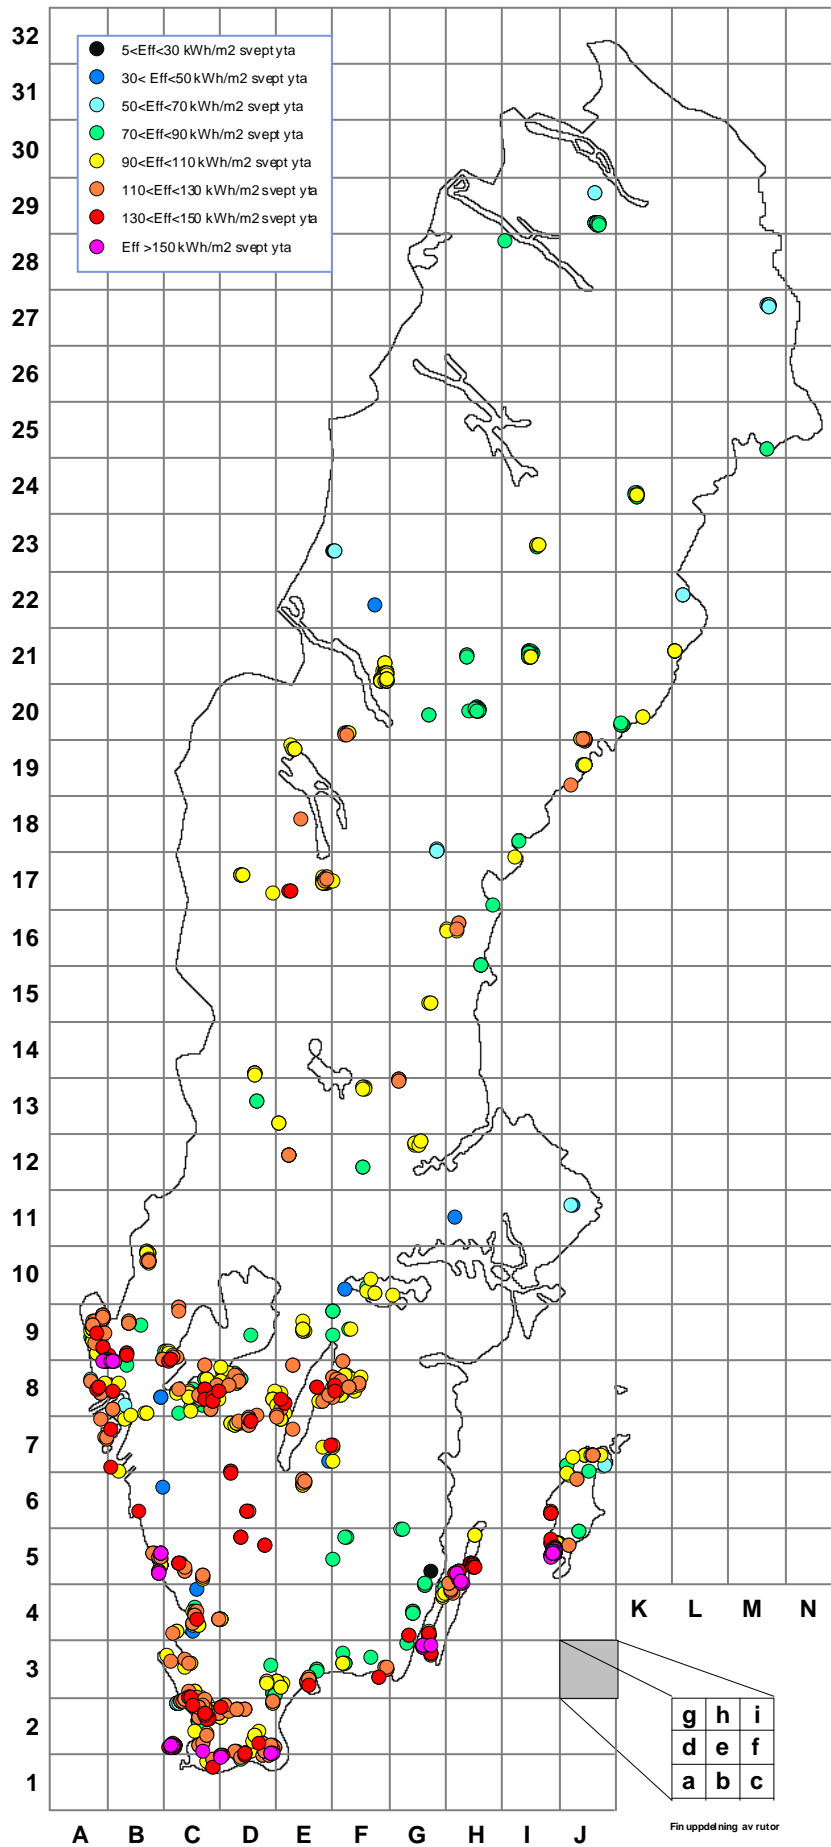 32
31
30
29
28
27
26
25
24
23
22
21
20
19
18
17
16
15
14
13
12
11
10
9
8
7
6
5
4
3
2
1
5<Eff<30 kWh/m2 svept yta
30< Eff<50 kWh/m2 svept yta
50<Eff<70 kWh/m2 svept yta
70<Eff<90 kWh/m2 svept yta
90<Eff<110 kWh/m2 svept yta
110<Eff<130 kWh/m2 svept yta
130<Eff<150 kWh/m2 svept yta
Eff >150 kWh/m2 svept yta
K L M N
g h i
d e f
a b c
Fin uppdelning av rutor
A B C D E F G H I J